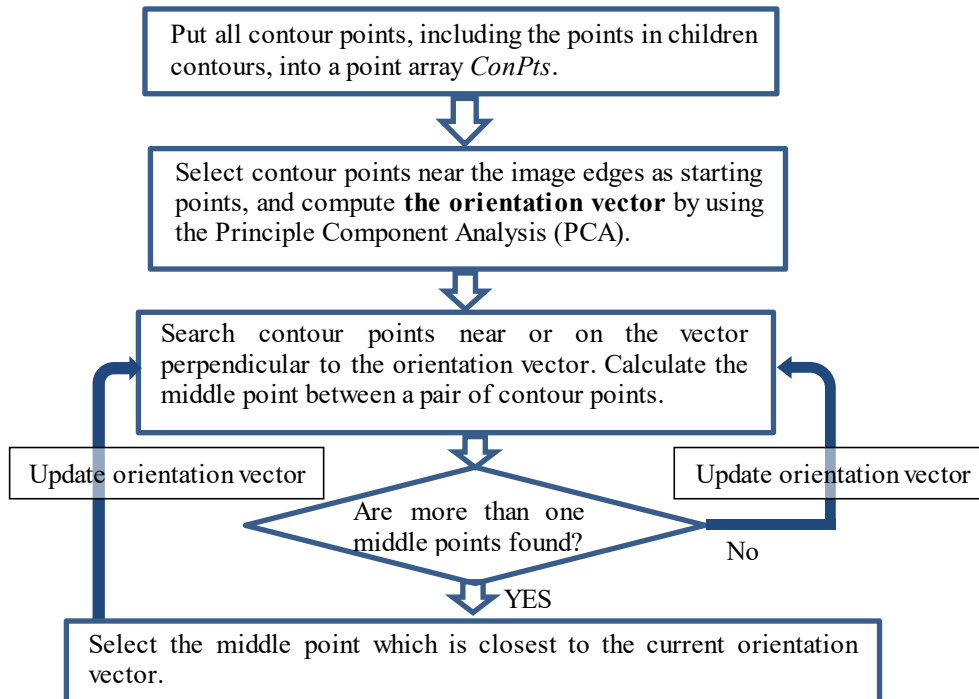 Put all contour points, including the points in children
contours, into a point array ConPts.
Select contour points near the image edges as starting
points, and compute the orientation vector by using
the Principle Component Analysis (PCA).
Search contour points near or on the vector
perpendicular to the orientation vector. Calculate the
middle point between a pair of contour points.
Update orientation vector
Update orientation vector
Are more than one
middle points found?
No
YES
Select the middle point which is closest to the current orientation
vector.